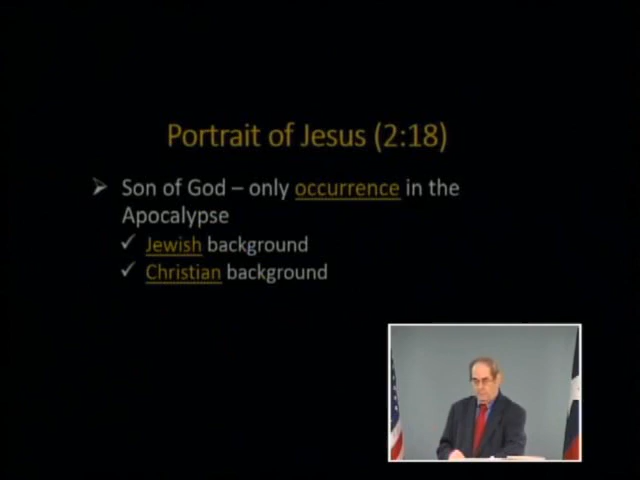 Portrait of Jesus (2:18)
Son of God – only occurrence in the
Apocalypse
Jewish background
Christian background